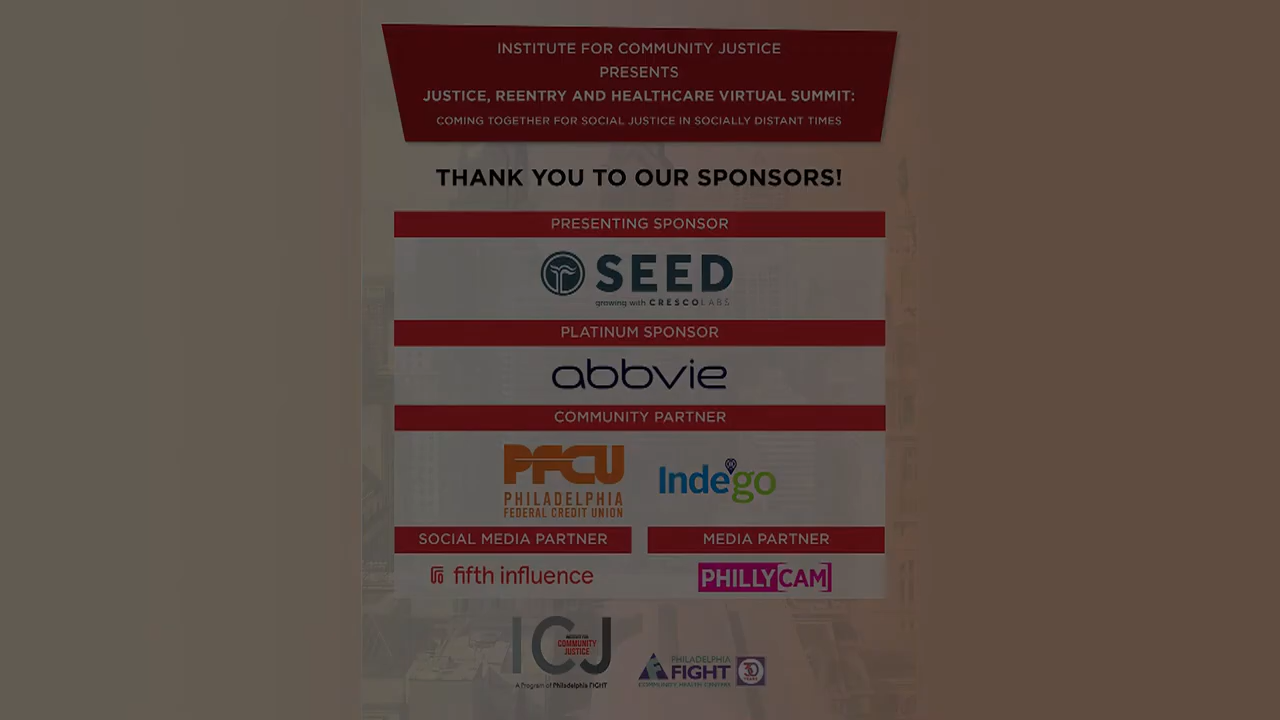 INSTITUTE FOR COMMUNITY JUSTICE
PRESENTS
JUSTICE, REENTRY AND HEALTHCARE VIRTUAL SUMMIT:
COMING TOGETHER FOR SOCIAL JUSTICE IN SOCIALLY DISTANT TIMES
THANK YOU TO OUR SPONSORS!
PRESENTING SPONSOR
SEED
growing with CRESCOLABS
PLATINUM SPONSOR
abbvie
COMMUNITY PARTNER
PFCU
PHILADELPHIA
FEDERAL CREDIT UNION
Indego
SOCIAL MEDIA PARTNER
MEDIA PARTNER
fifth influence
PHILLYCAM]
ICJ
INSTITUTE FOR
COMMUNITY
JUSTICE
A Program of Philadelphia FIGHT
PHILADELPHIA
FIGHT
COMMUNITY HEALTH CENTERS
30
YEARS